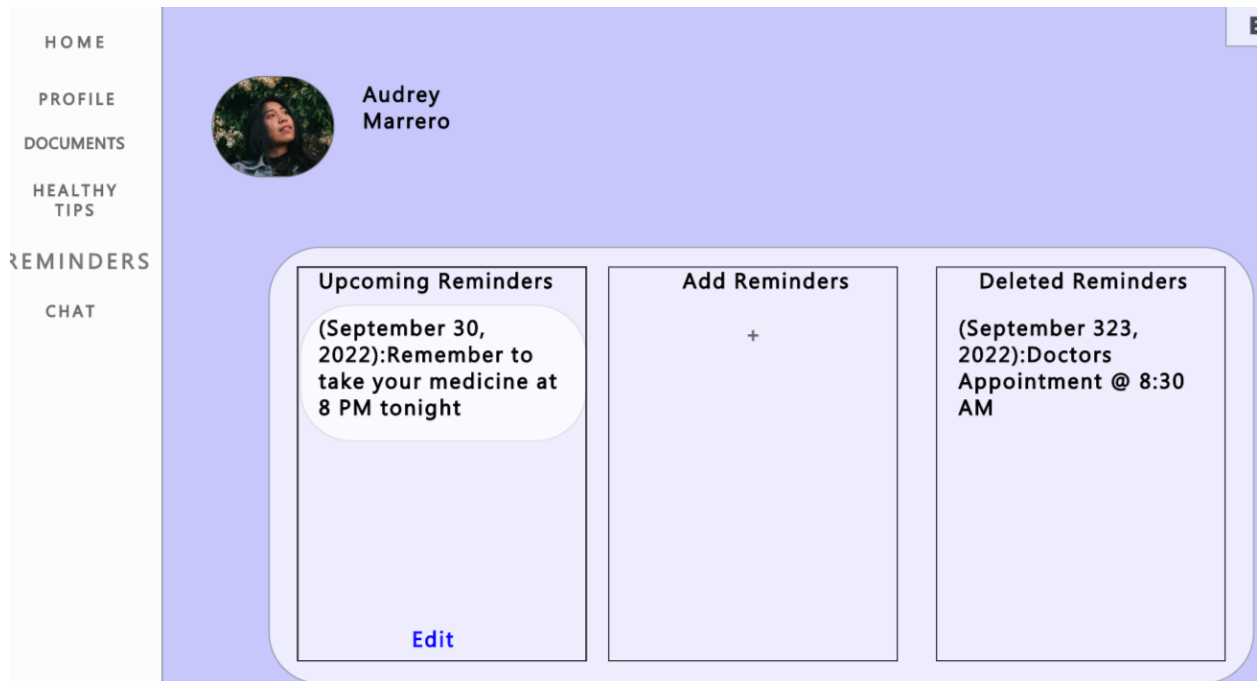 HOME
PROFILE
DOCUMENTS
HEALTHY
TIPS
REMINDERS
CHAT
Audrey
Marrero
Upcoming Reminders
(September 30,
2022):Remember to
take your medicine at
8 PM tonight
Edit
Add Reminders
+
Deleted Reminders
(September 323,
2022):Doctors
Appointment @ 8:30
AM